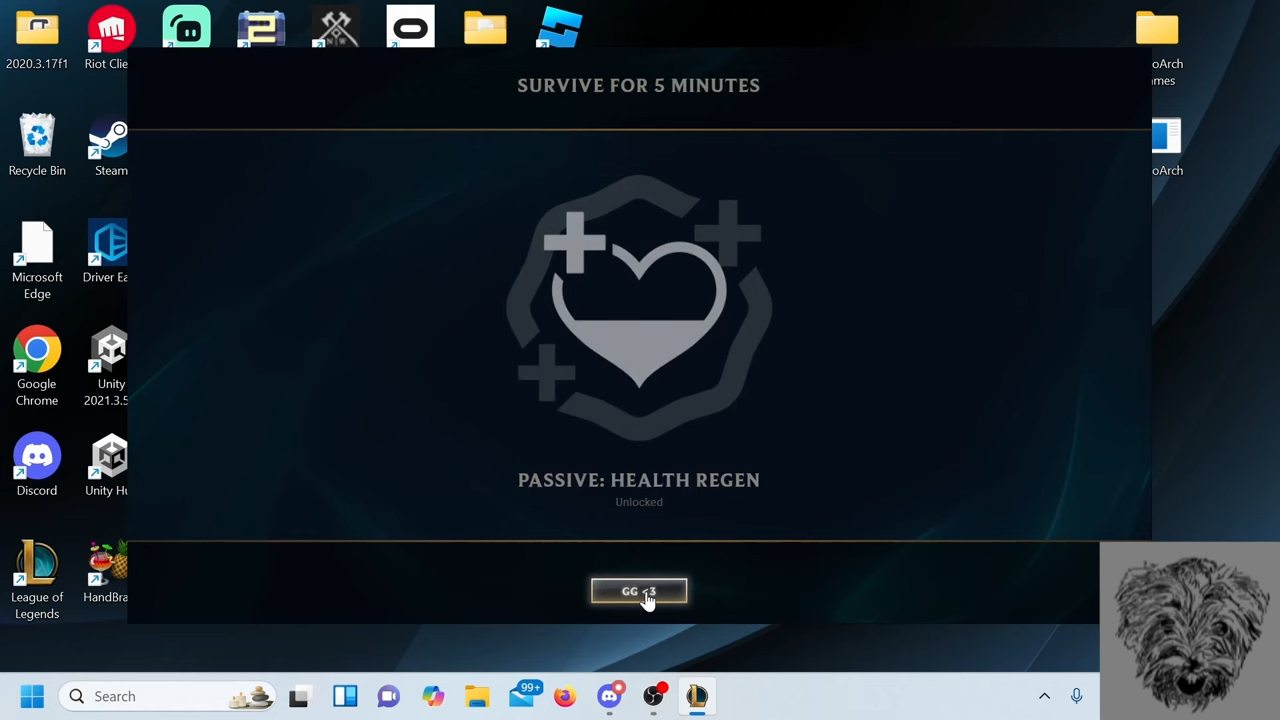 2020.3.17f1
Riot Clie
oArch
mes
SURVIVE FOR 5 MINUTES
Recycle Bin
Steam
oArch
Microsoft
Edge
Driver Ea
Google
Chrome
Unity
2021.3.5
PASSIVE: HEALTH REGEN
Unlocked
Discord
Unity Hu
GG <3
League of
Legends
HandBra
Search
99+